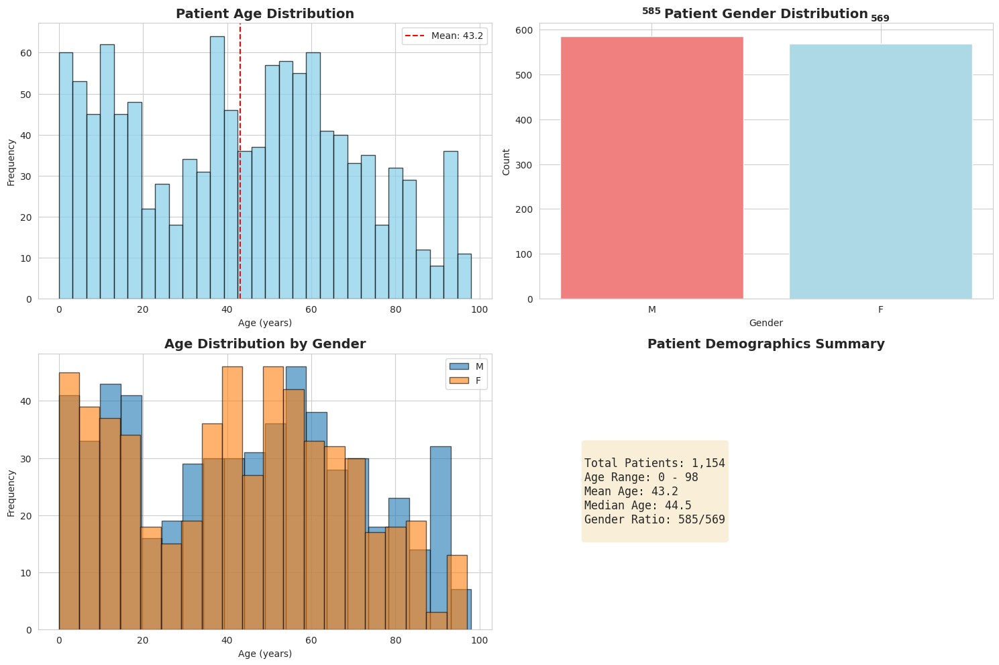 Patient Age Distribution
Mean: 43.2
60
50
40
30
20
10
0
Frequency
0 20 40 60 80 100
Age (years)
585 Patient Gender Distribution 569
600
500
400
300
200
100
0
Count
M F
Gender
Age Distribution by Gender
M
F
40
30
20
10
0
Frequency
0 20 40 60 80 100
Age (years)
Patient Demographics Summary
Total Patients: 1,154
Age Range: 0 - 98
Mean Age: 43.2
Median Age: 44.5
Gender Ratio: 585/569